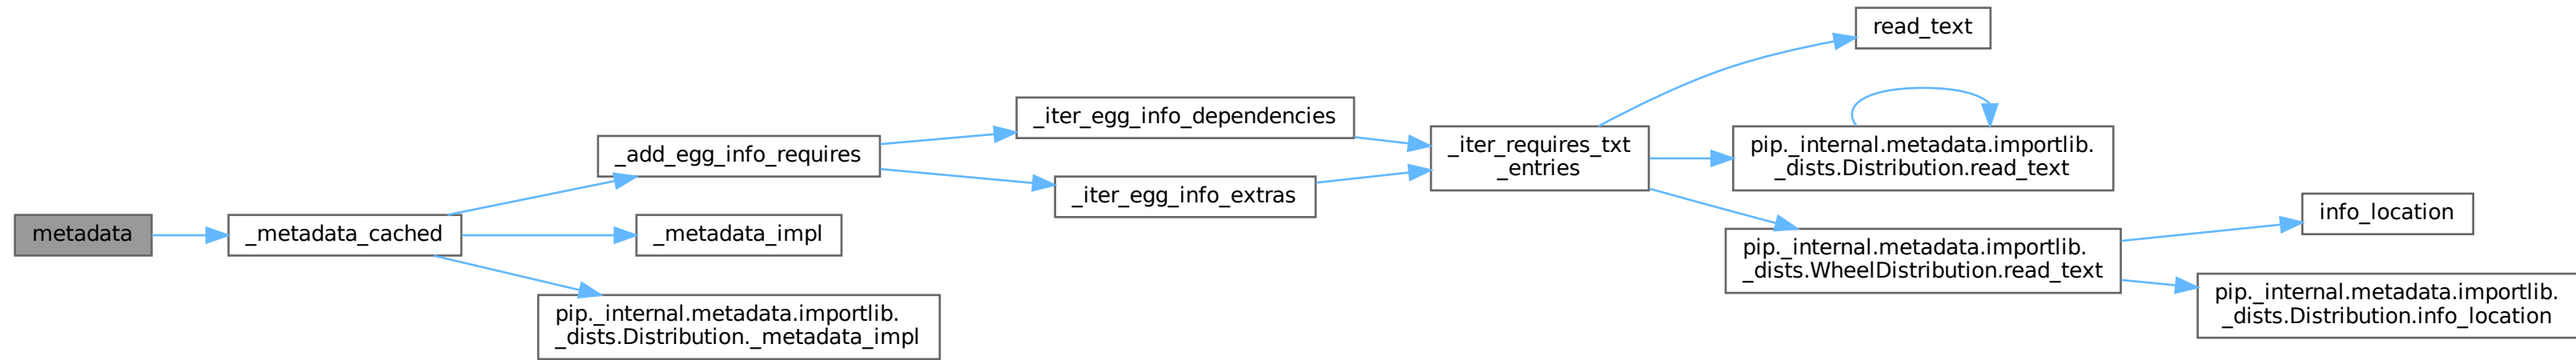 metadata
_metadata_cached
_add_egg_info_requires
_metadata_impl
pip._internal.metadata.importlib.
_dists.Distribution._metadata_impl
_iter_egg_info_dependencies
_iter_egg_info_extras
_iter_requires_txt
_entries
read_text
pip._internal.metadata.importlib.
_dists.Distribution.read_text
pip._internal.metadata.importlib.
_dists.WheelDistribution.read_text
info_location
pip._internal.metadata.importlib.
_dists.Distribution.info_location